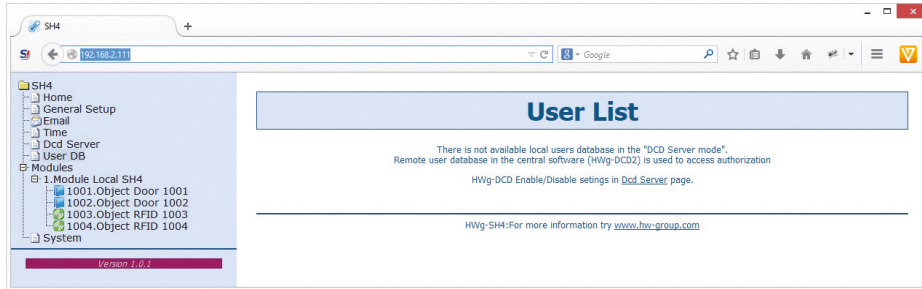 SH4
192.168.2.111
Google
SH4
Home
General Setup
Email
Time
Dcd Server
User DB
Modules
1.Module Local SH4
1001.Object Door 1001
1002.Object Door 1002
1003.Object RFID 1003
1004.Object RFID 1004
System
Version 1.0.1
User List
There is not available local users database in the "DCD Server mode".
Remote user database in the central software (HWg-DCD2) is used to access authorization
HWg-DCD Enable/Disable setings in Dcd Server page.
HWg-SH4:For more information try www.hw-group.com